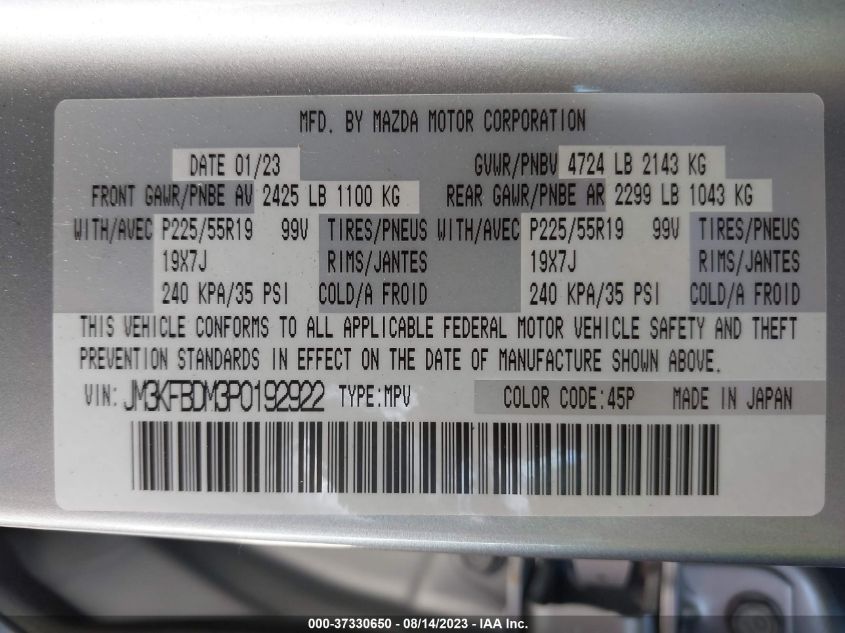 MFD. BY MAZDA MOTOR CORPORATION
DATE 01/23 GVWR/PNBV 4724 LB 2143 KG
FRONT GAWR/PNBE AV 2425 LB 1100 KG REAR GAWR/PNBE AR 2299 LB 1043 KG
WITH/AVEC P225/55R19 99V TIRES/PNEUS WITH/AVEC P225/55R19 99V TIRES/PNEUS
19X7J RIMS/JANTES 19X7J RIMS/JANTES
240 KPA/35 PSI COLD/A FROID 240 KPA/35 PSI COLD/A FROID
THIS VEHICLE CONFORMS TO ALL APPLICABLE FEDERAL MOTOR VEHICLE SAFETY AND THEFT
PREVENTION STANDARDS IN EFFECT ON THE DATE OF MANUFACTURE SHOWN ABOVE.
VIN: JM3KFBDM3P0192922 TYPE:MPV COLOR CODE:45P MADE IN JAPAN
000-37330650 - 08/14/2023 - IAA Inc.